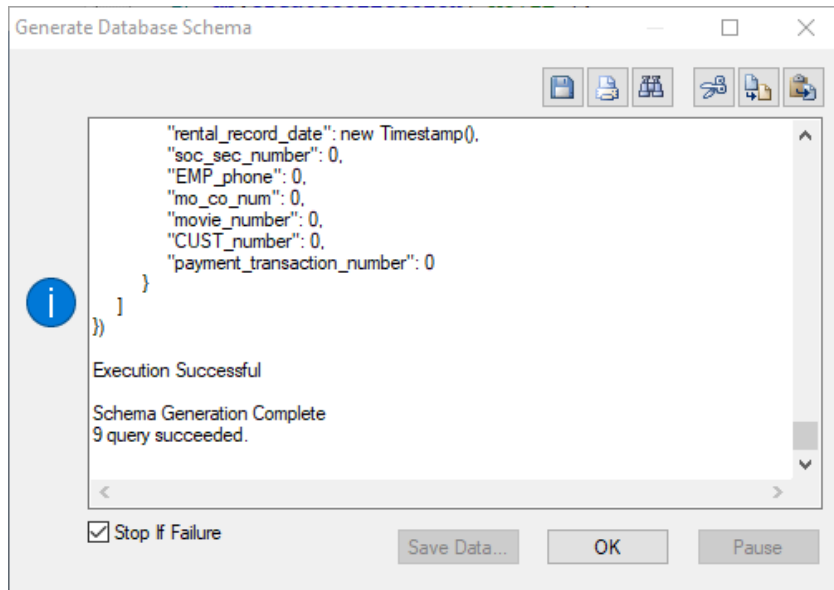 Generate Database Schema
"rental_record_date": new Timestamp(),
"soc_sec_number": 0,
"EMP_phone": 0,
"mo_co_num": 0,
"movie_number": 0,
"CUST_number": 0,
"payment_transaction_number": 0
}
]
})
Execution Successful
Schema Generation Complete
9 query succeeded.
Stop If Failure
Save Data...
OK
Pause